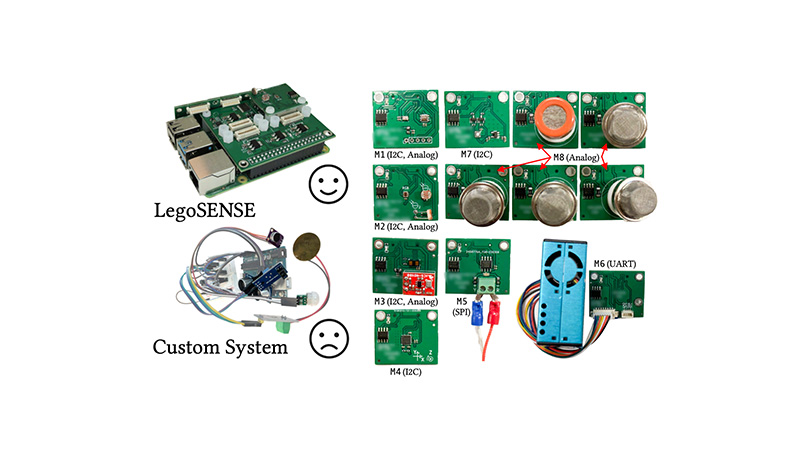 LegoSENSE
Custom System
M1 (I2C, Analog)
M7 (I2C)
M8 (Analog)
M2 (I2C, Analog)
M3 (I2C, Analog)
M5
(SPI)
M6 (UART)
M4 (I2C)